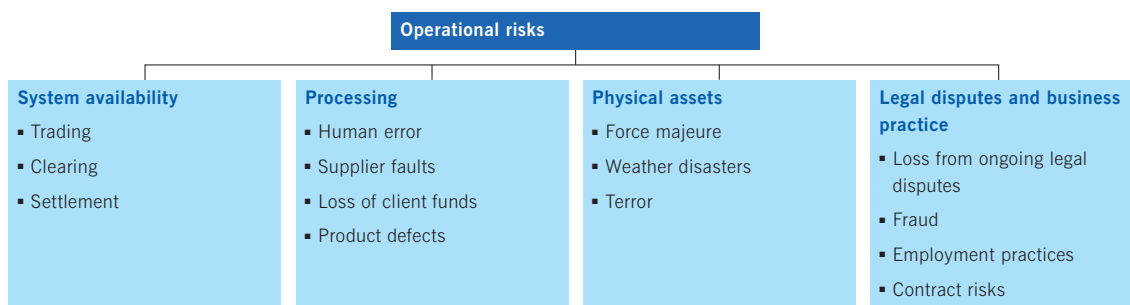 Operational risks
System availability
▪ Trading
▪ Clearing
▪ Settlement
Processing
▪ Human error
▪ Supplier faults
▪ Loss of client funds
▪ Product defects
Physical assets
▪ Force majeure
▪ Weather disasters
▪ Terror
Legal disputes and business
practice
▪ Loss from ongoing legal
disputes
▪ Fraud
▪ Employment practices
▪ Contract risks